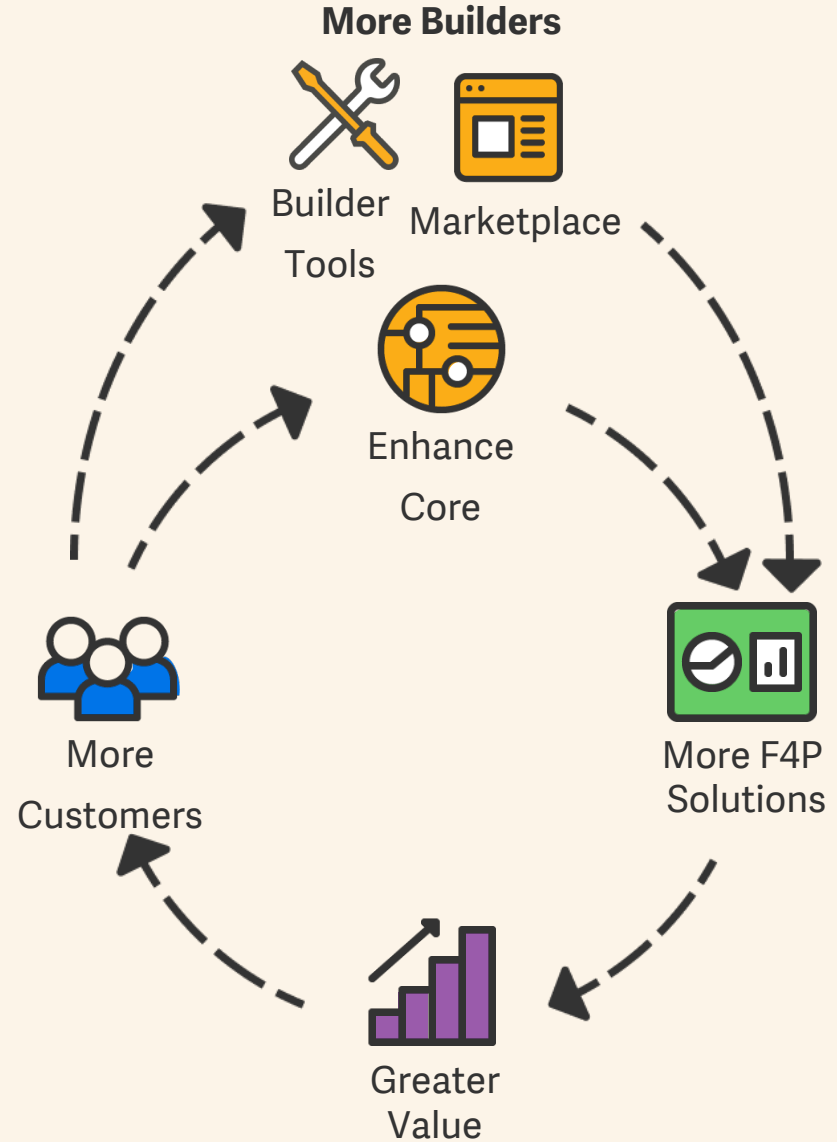 More Builders
Builder
Tools
Marketplace
Enhance
Core
More
Customers
More F4P
Solutions
Greater
Value